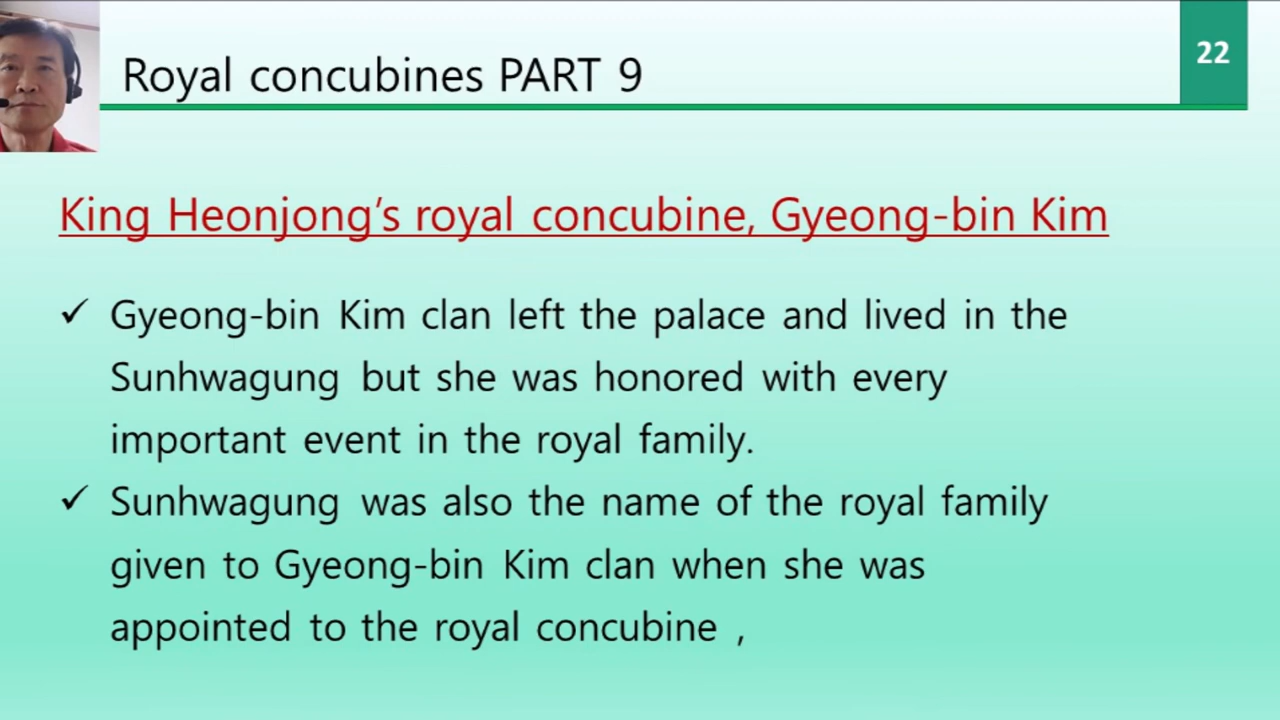 Royal concubines PART 9
22
King Heonjong’s royal concubine, Gyeong-bin Kim
✓ Gyeong-bin Kim clan left the palace and lived in the
Sunhwagung but she was honored with every
important event in the royal family.
✓ Sunhwagung was also the name of the royal family
given to Gyeong-bin Kim clan when she was
appointed to the royal concubine ,